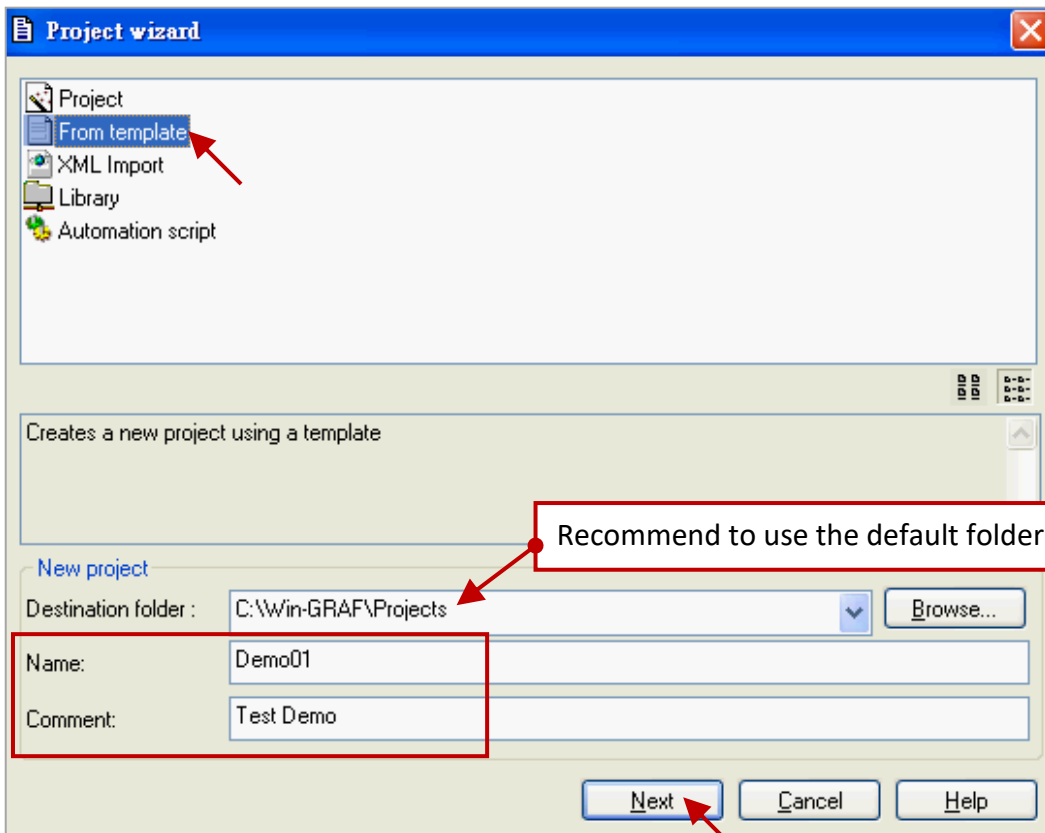 Project wizard
Project
From template
XML Import
Library
Automation script
Creates a new project using a template
Recommend to use the default folder
New project
Destination folder :
C:\Win-GRAF\Projects
Browse...
Name:
Demo01
Comment:
Test Demo
Next
Cancel
Help